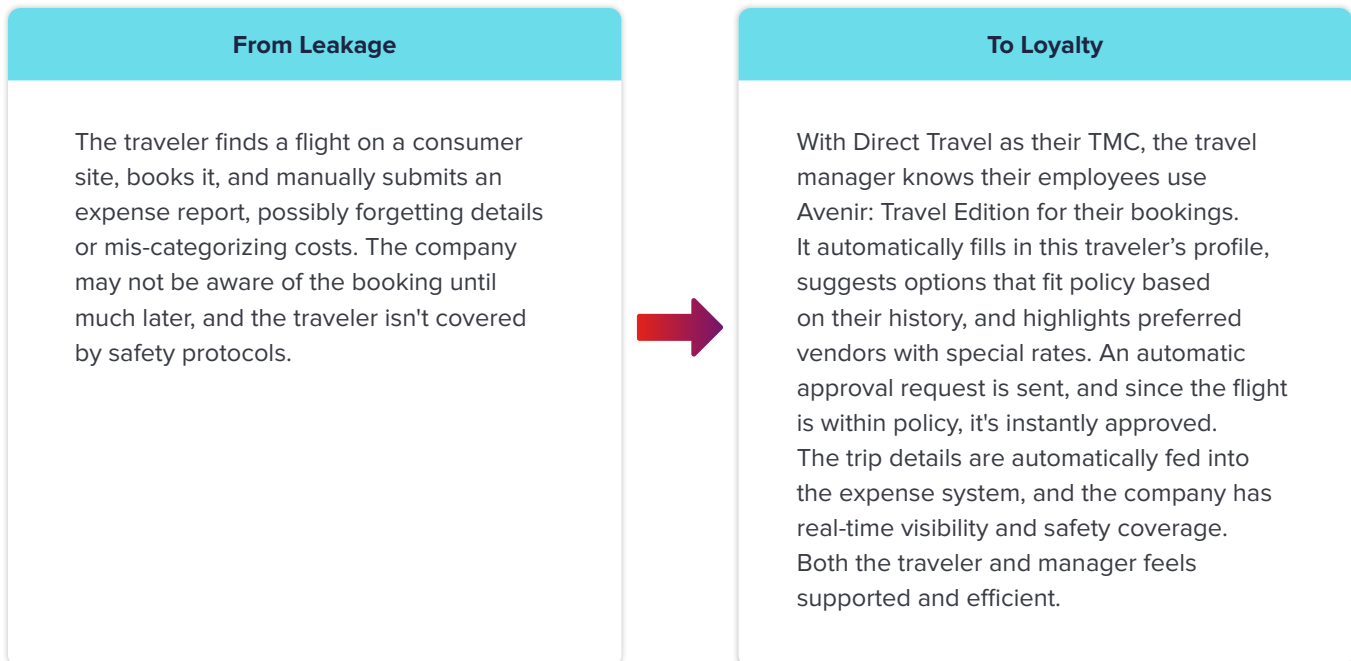 From Leakage
The traveler finds a flight on a consumer
site, books it, and manually submits an
expense report, possibly forgetting details
or mis-categorizing costs. The company
may not be aware of the booking until
much later, and the traveler isn't covered
by safety protocols.
To Loyalty
With Direct Travel as their TMC, the travel
manager knows their employees use
Avenir: Travel Edition for their bookings.
It automatically fills in this traveler’s profile,
suggests options that fit policy based
on their history, and highlights preferred
vendors with special rates. An automatic
approval request is sent, and since the flight
is within policy, it's instantly approved.
The trip details are automatically fed into
the expense system, and the company has
real-time visibility and safety coverage.
Both the traveler and manager feels
supported and efficient.